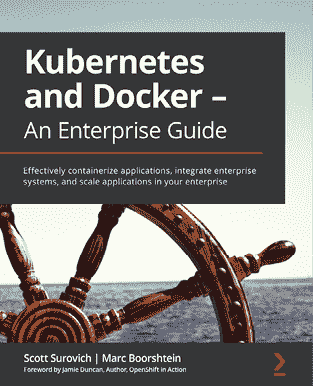 Kubernetes
and Docker –
An Enterprise Guide
Effectively containerize applications, integrate enterprise
systems, and scale applications in your enterprise
Scott Surovich | Marc Boorshtein
Foreword by Jamie Duncan, Author, OpenShift in Action